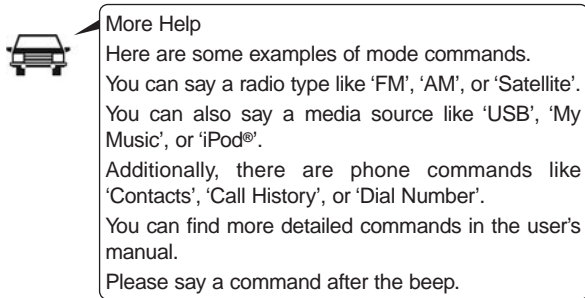 More Help
Here are some examples of mode commands.
You can say a radio type like ‘FM’, ‘AM’, or ‘Satellite’.
You can also say a media source like ‘USB’, ‘My
Music’, or ‘iPod®’.
Additionally, there are phone commands like
‘Contacts’, ‘Call History’, or ‘Dial Number’.
You can find more detailed commands in the user’s
manual.
Please say a command after the beep.